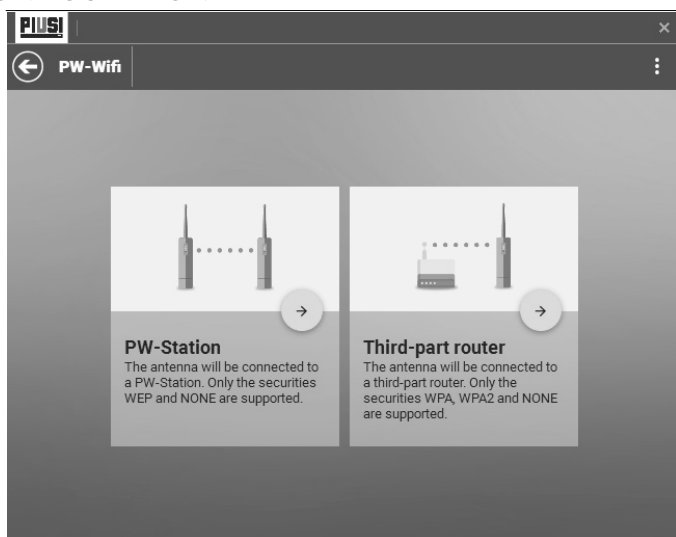 PIUSI
PW-Wifi
PW-Station
The antenna will be connected to
a PW-Station. Only the securities
WEP and NONE are supported.
Third-part router
The antenna will be connected to
a third-part router. Only the
securities WPA, WPA2 and NONE
are supported.